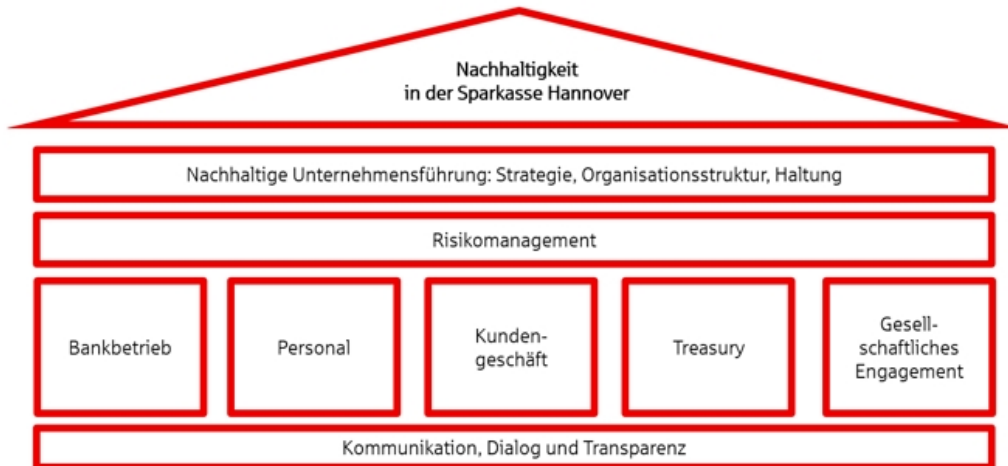 Nachhaltigkeit
in der Sparkasse Hannover
Nachhaltige Unternehmensführung: Strategie, Organisationsstruktur, Haltung
Risikomanagement
Bankbetrieb
Personal
Kunden-
geschäft
Treasury
Gesell-
schaftliches
Engagement
Kommunikation, Dialog und Transparenz